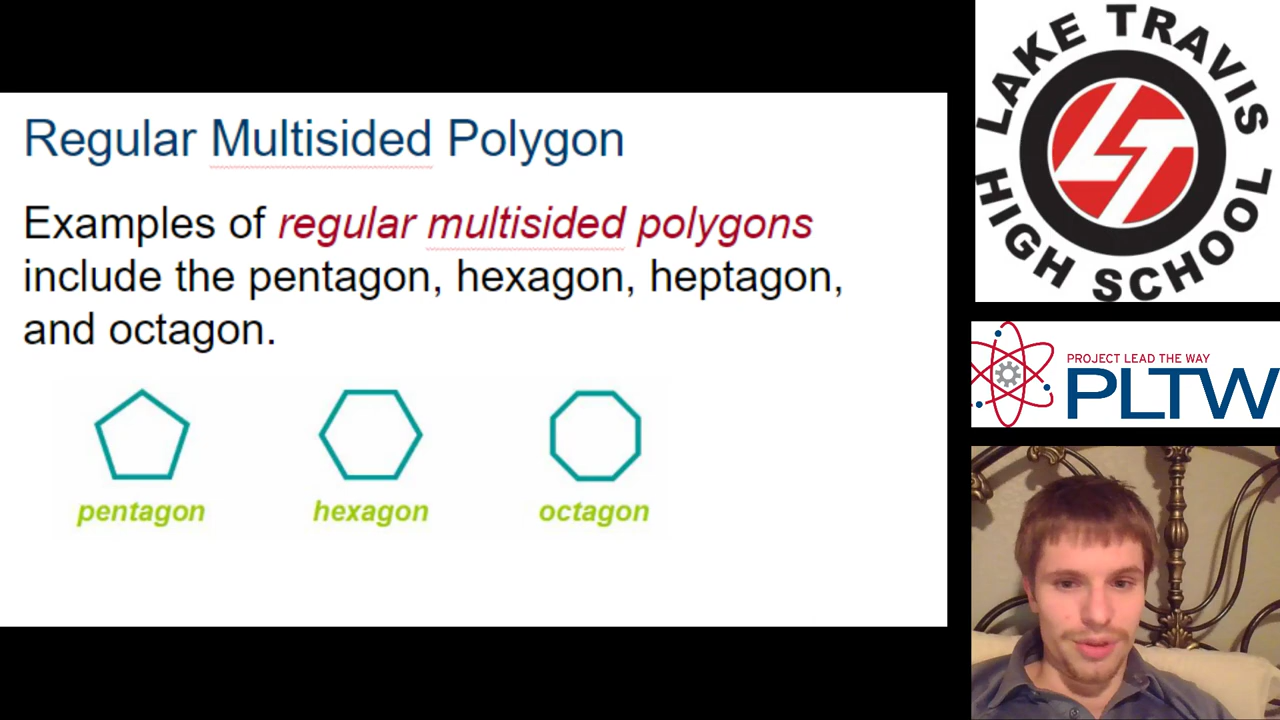 Regular Multisided Polygon
Examples of regular multisided polygons
include the pentagon, hexagon, heptagon,
and octagon.
pentagon hexagon octagon
LAKE TRAVIS
LT
HIGH SCHOOL
PROJECT LEAD THE WAY
PLTW